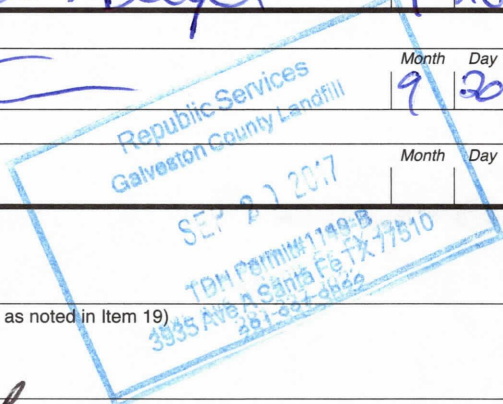 Month Day
9 20
Republic Services
Galveston County Landfill
SEP 2 2017
Month Day
TDH Permit#1149-B
3935 Ave A Santa Fe TX 77510
as noted in Item 19)